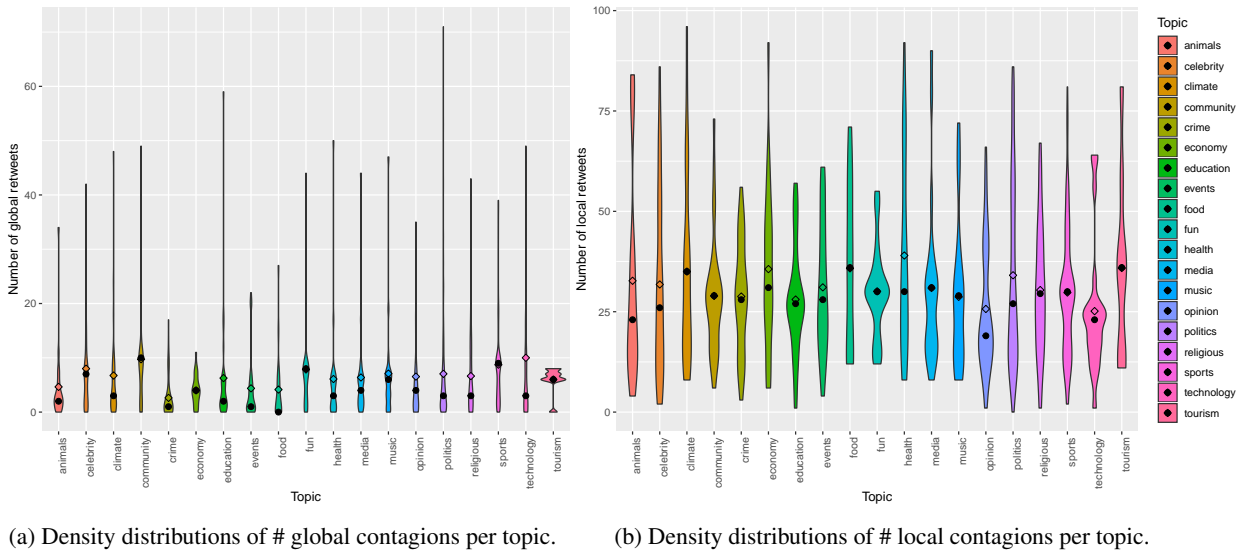 Number of global retweets
60
40
20
0
animals
celebrity
climate
community
crime
economy
education
events
food
fun
health
media
music
opinion
politics
religious
sports
technology
tourism
Topic
(a) Density distributions of # global contagions per topic.
Number of local retweets
100
75
50
25
0
animals
celebrity
climate
community
crime
economy
education
events
food
fun
health
media
music
opinion
politics
religious
sports
technology
tourism
Topic
(b) Density distributions of # local contagions per topic.
Topic
animals
celebrity
climate
community
crime
economy
education
events
food
fun
health
media
music
opinion
politics
religious
sports
technology
tourism